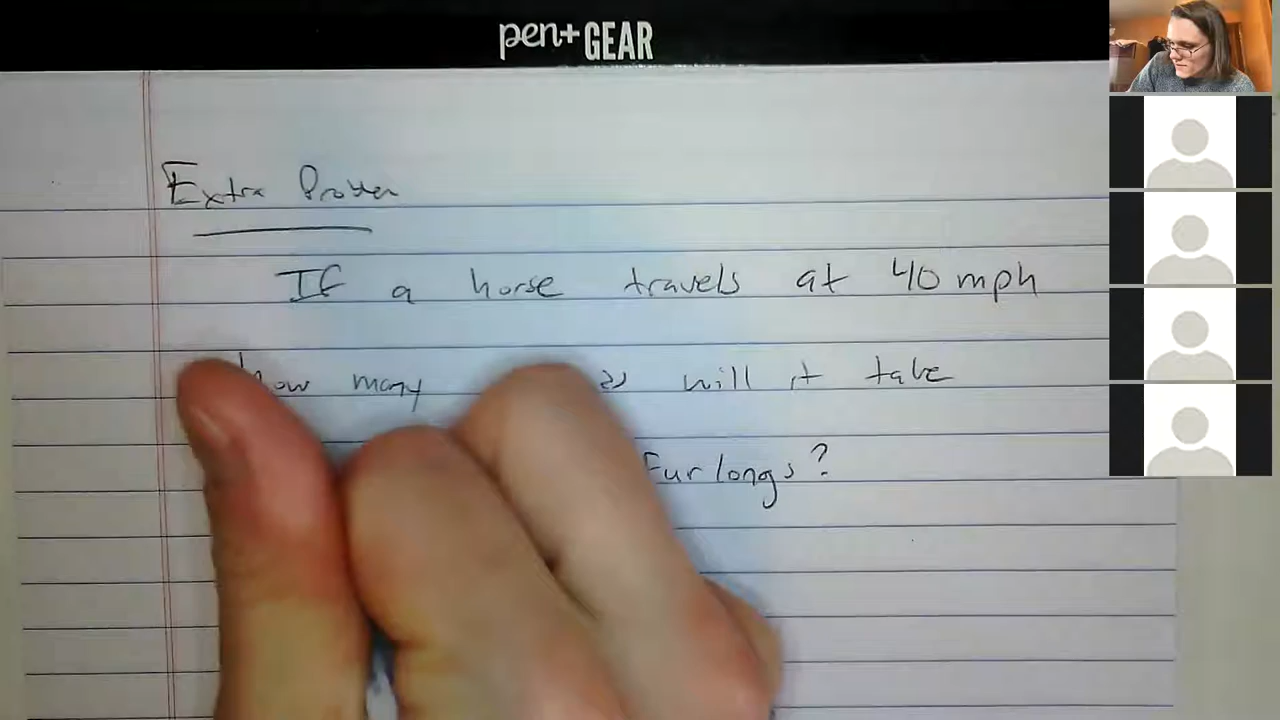 pen+GEAR
Extra Problem
If a horse travels at 40 mph
how many will it take
Furlongs?